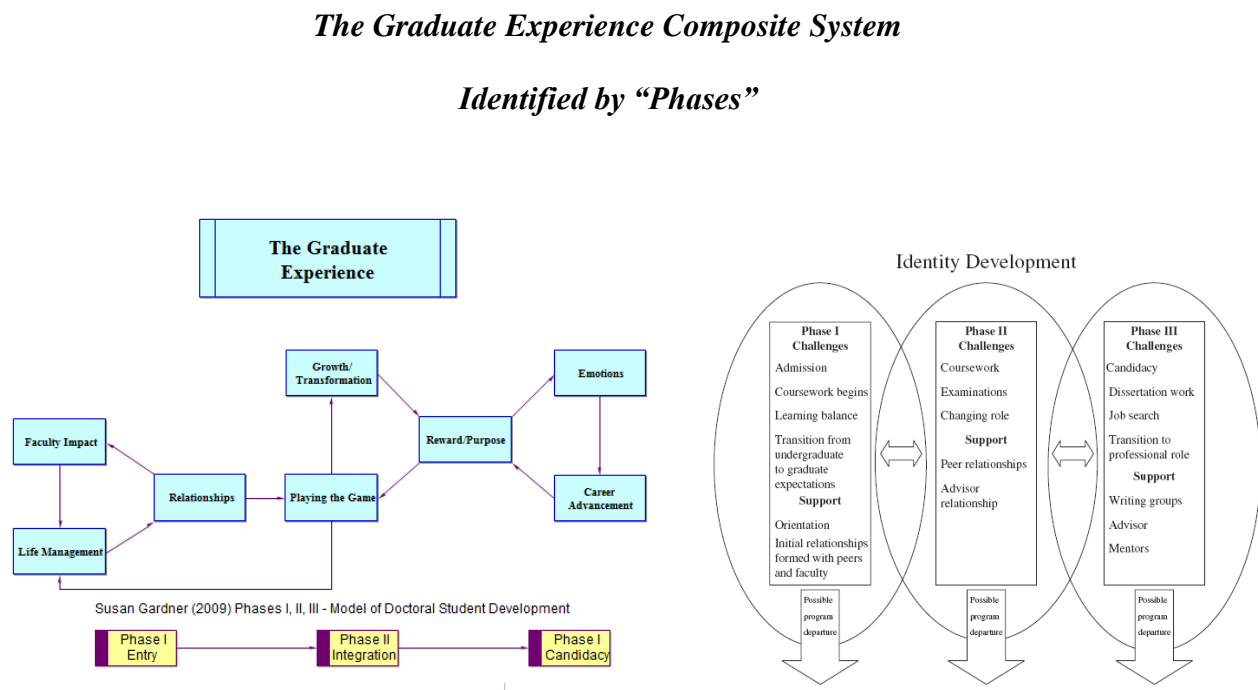 The Graduate Experience Composite System
Identified by “Phases”
The Graduate
Experience
Growth/
Transformation
Emotions
Faculty Impact
Reward/Purpose
Relationships
Playing the Game
Career
Advancement
Life Management
Susan Gardner (2009) Phases I, II, III - Model of Doctoral Student Development
Phase I
Entry
Phase II
Integration
Phase I
Candidacy
Identity Development
Phase I
Challenges
Admission
Coursework begins
Learning balance
Transition from
undergraduate
to graduate
expectations
Support
Orientation
Initial relationships
formed with peers
and faculty
Possible
program
departure
Phase II
Challenges
Coursework
Examinations
Changing role
Support
Peer relationships
Advisor
relationship
Possible
program
departure
Phase III
Challenges
Candidacy
Dissertation work
Job search
Transition to
professional role
Support
Writing groups
Advisor
Mentors
Possible
program
departure